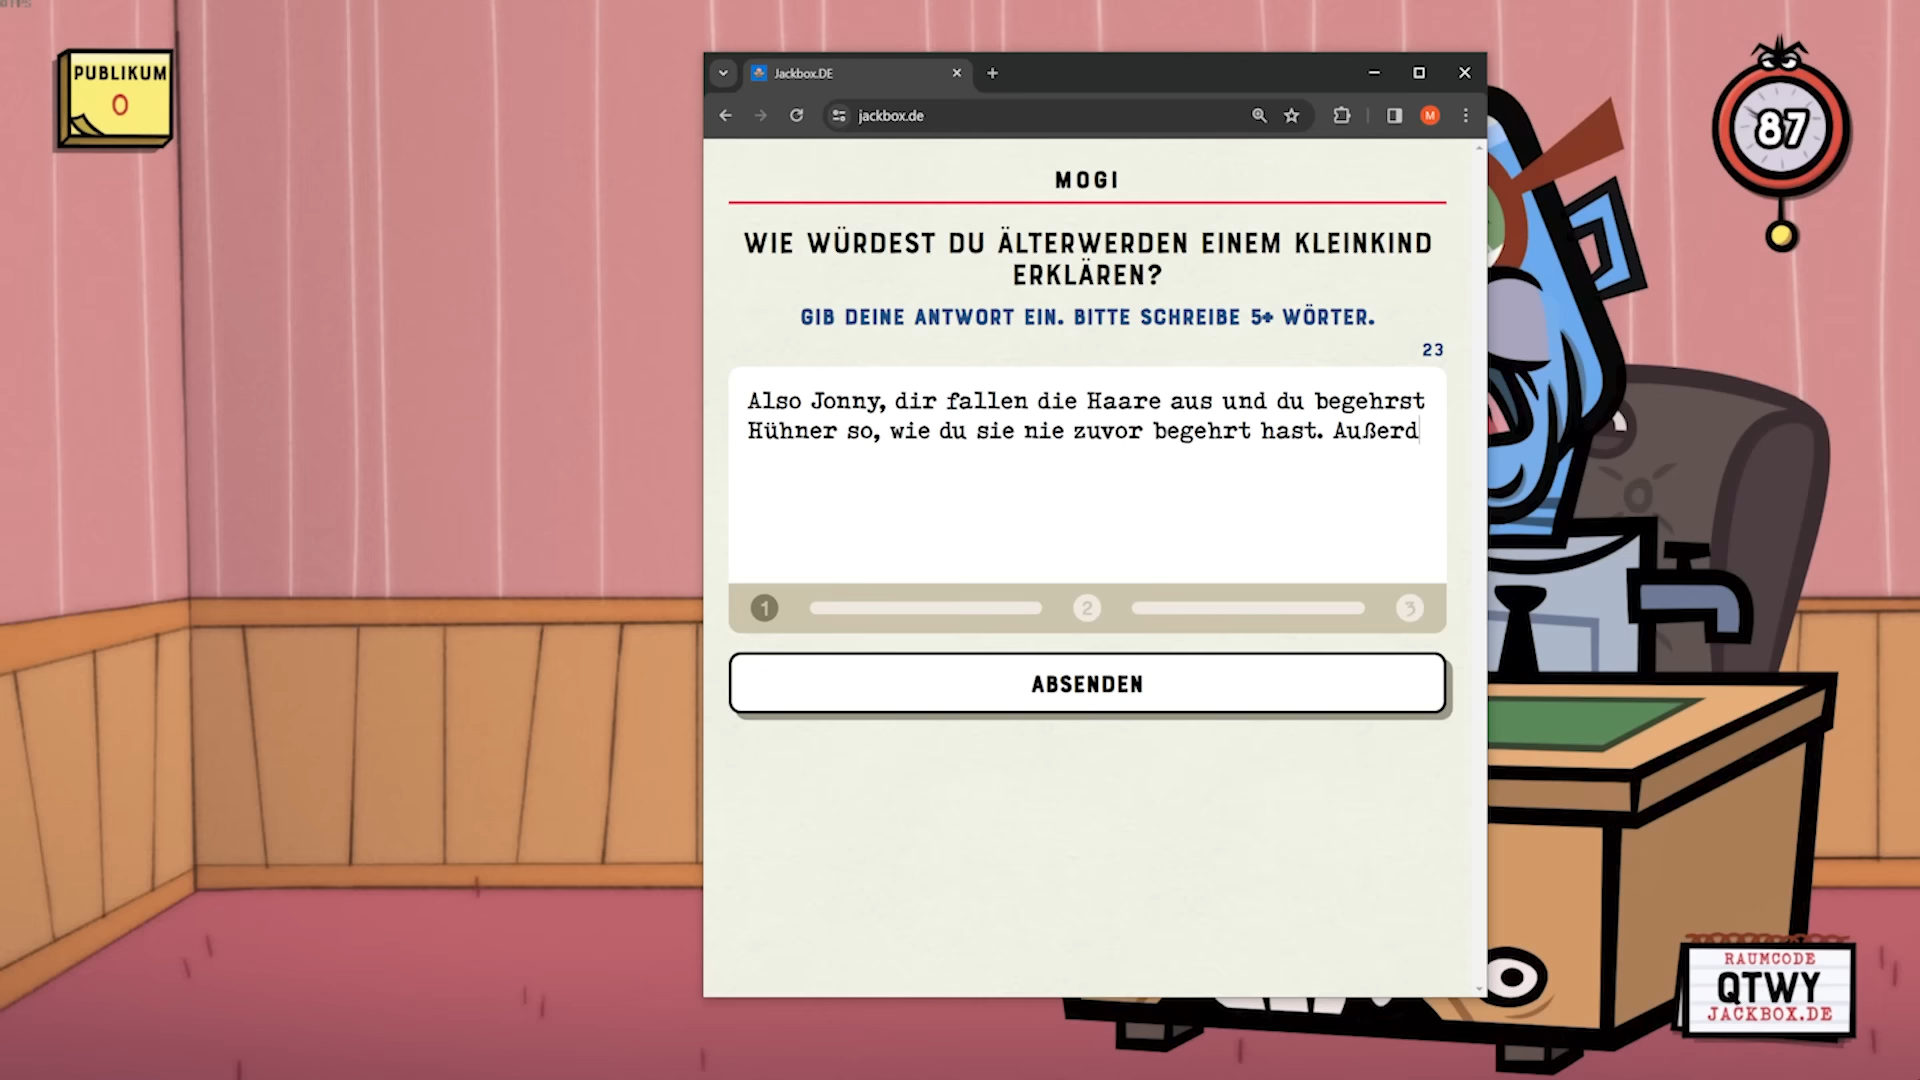 PUBLIKUM
0
Jackbox.DE
jackbox.de
M
87
MOGI
WIE WÜRDEST DU ÄLTERWERDEN EINEM KLEINKIND
ERKLÄREN?
GIB DEINE ANTWORT EIN. BITTE SCHREIBE 5+ WÖRTER.
23
Also Jonny, dir fallen die Haare aus und du begehrst
Hühner so, wie du sie nie zuvor begehrt hast. Außerd
1 2 3
ABSENDEN
RAUMCODE
QTWY
JACKBOX.DE